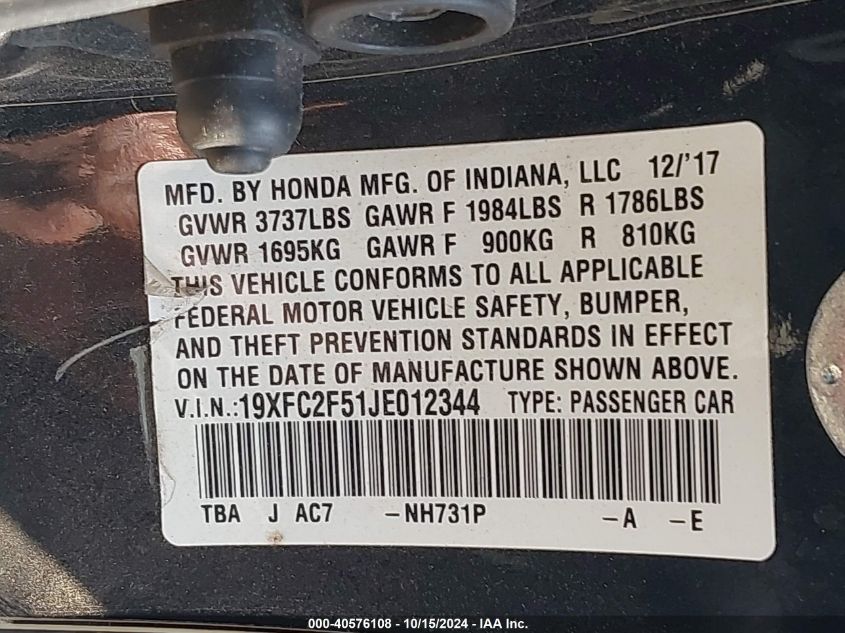 MFD. BY HONDA MFG. OF INDIANA, LLC 12/'17
GVWR 3737LBS GAWR F 1984LBS R 1786LBS
GVWR 1695KG GAWR F 900KG R 810KG
THIS VEHICLE CONFORMS TO ALL APPLICABLE
FEDERAL MOTOR VEHICLE SAFETY, BUMPER,
AND THEFT PREVENTION STANDARDS IN EFFECT
ON THE DATE OF MANUFACTURE SHOWN ABOVE.
V.I.N.:19XFC2F51JE012344 TYPE: PASSENGER CAR
TBA J AC7 -NH731P -A -E
000-40576108 - 10/15/2024 - IAA Inc.